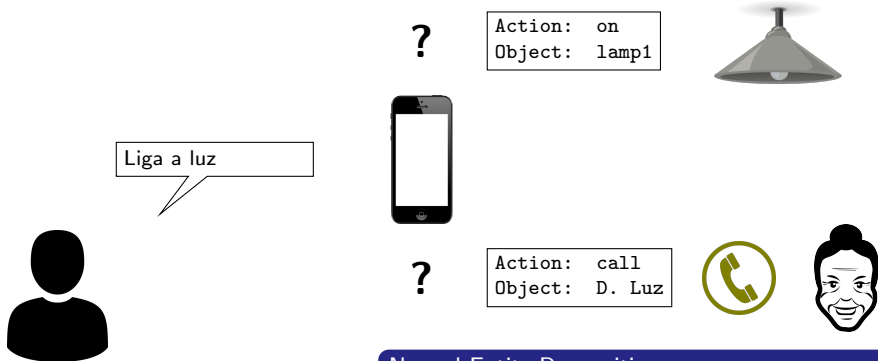 ?
Action: on
Object: lamp1
Liga a luz
?
Action: call
Object: D. Luz